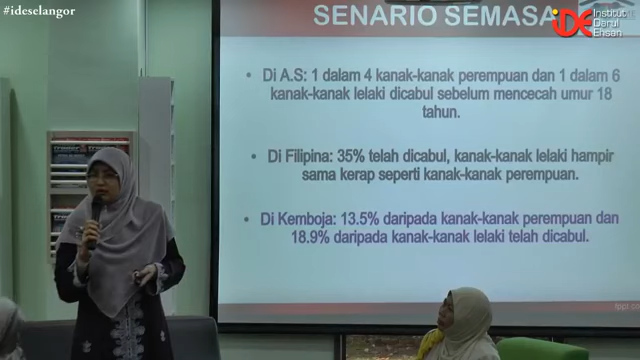 #ideselangor
SENARIO SEMASA
iDE Institut
Darul
Ehsan
• Di A.S: 1 dalam 4 kanak-kanak perempuan dan 1 dalam 6
kanak-kanak lelaki dicabul sebelum mencecah umur 18
tahun.
• Di Filipina: 35% telah dicabul, kanak-kanak lelaki hampir
sama kerap seperti kanak-kanak perempuan.
• Di Kemboja: 13.5% daripada kanak-kanak perempuan dan
18.9% daripada kanak-kanak lelaki telah dicabul.